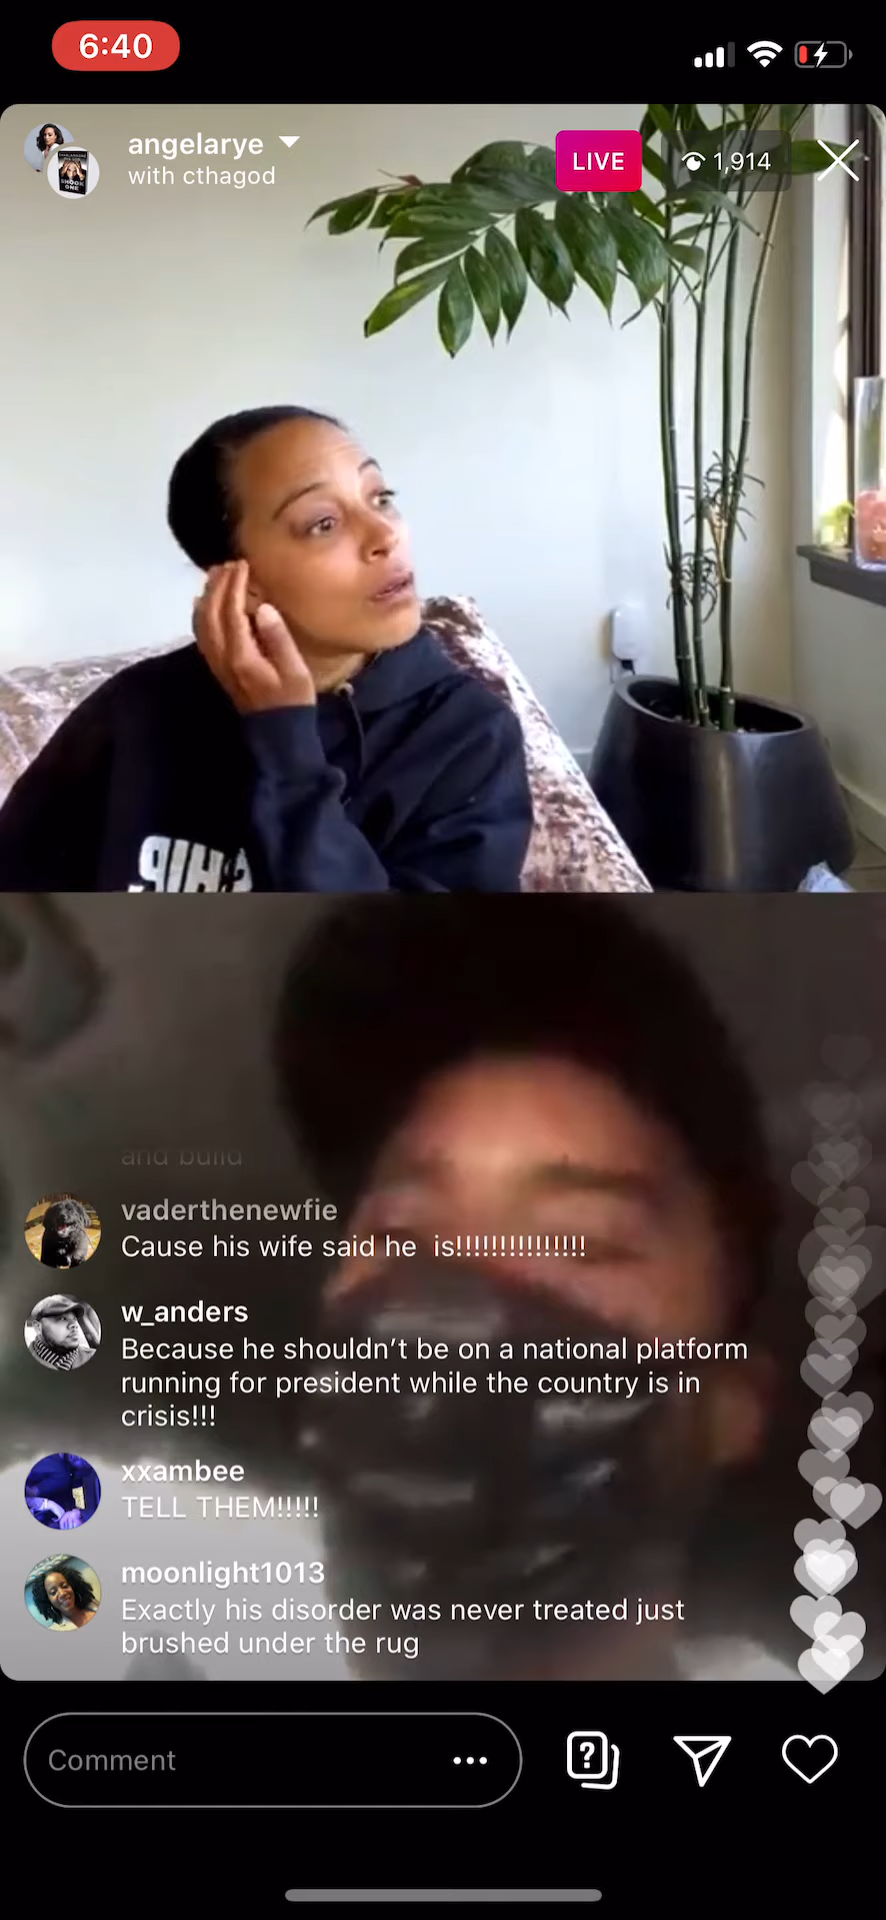 6:40
angelarye
with cthagod
LIVE
1,914
and build
vaderthenewfie
Cause his wife said he  is!!!!!!!!!!!!!!!
w_anders
Because he shouldn’t be on a national platform
running for president while the country is in
crisis!!!
xxambee
TELL THEM!!!!!
moonlight1013
Exactly his disorder was never treated just
brushed under the rug
Comment
?